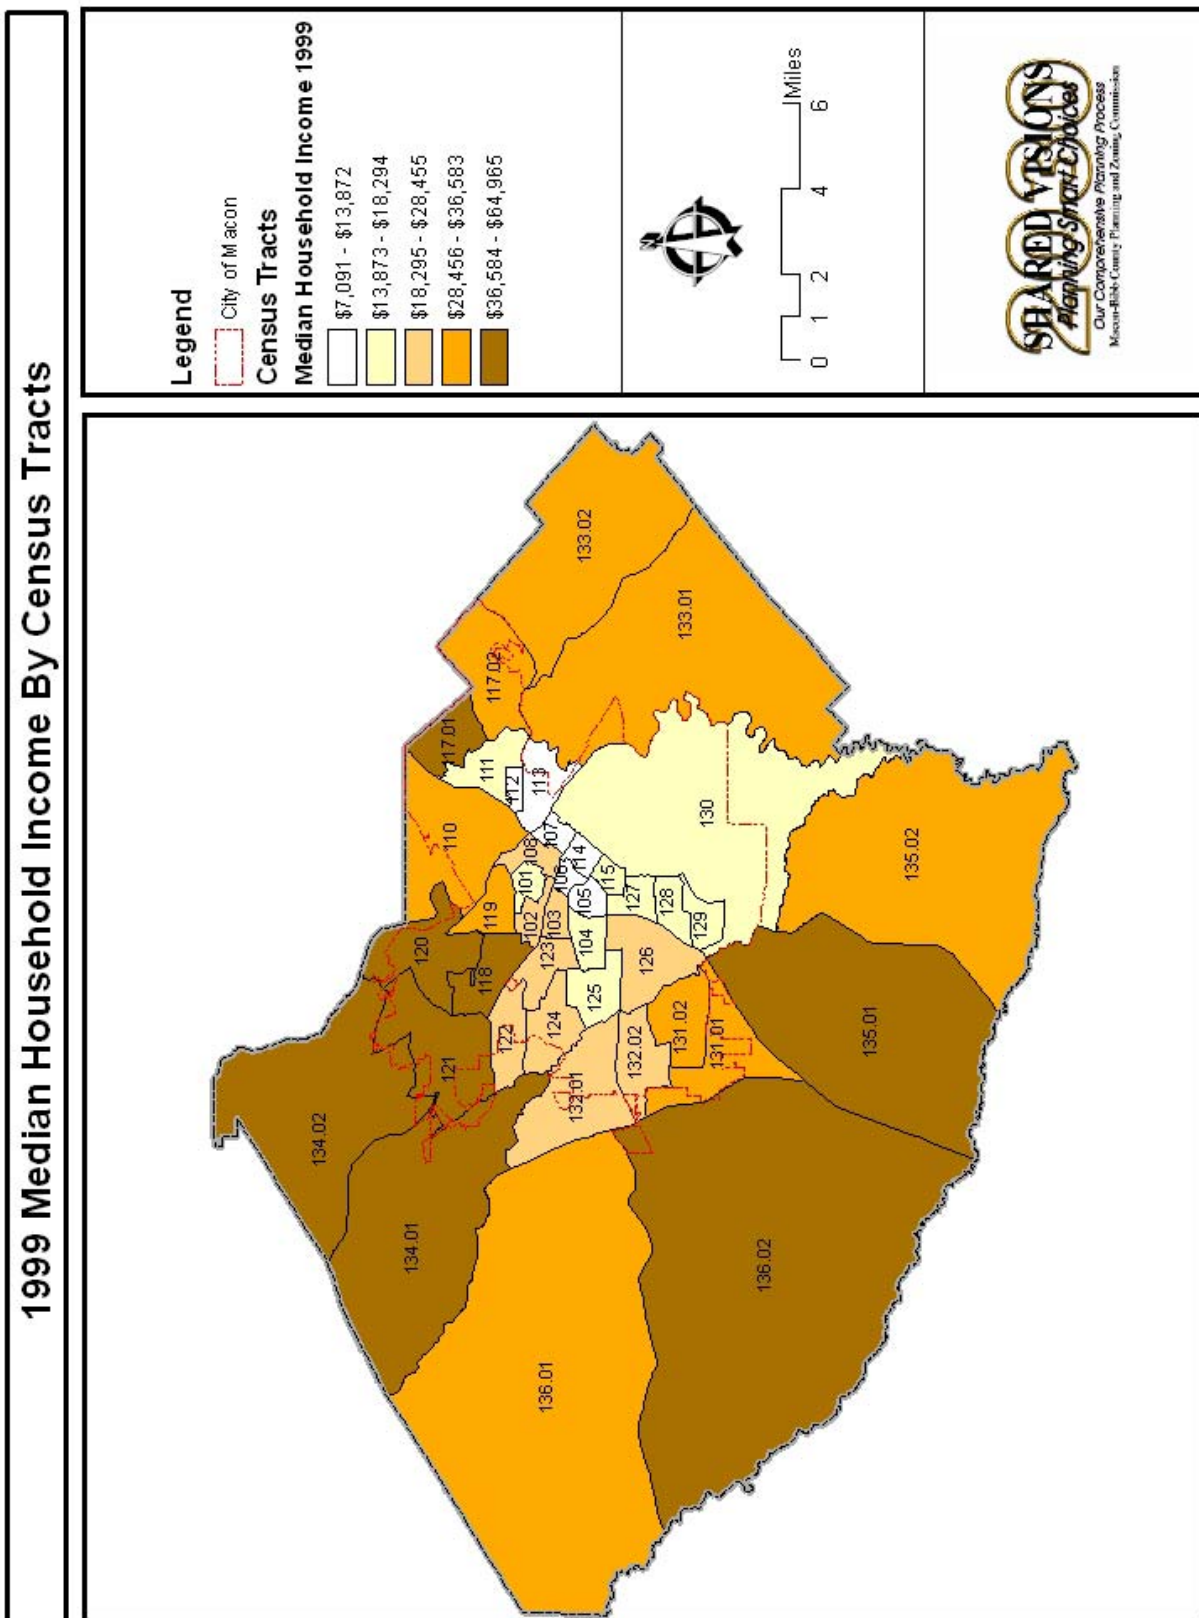 1999 Median Household Income By Census Tracts
134.02
134.01
120
121
118
119
110
117.01
117.02
111
112
113
133.02
133.01
108
107
101
102
103
106
114
105
115
104
123
122
124
125
126
127
128
129
130
132.01
132.02
131.02
131.01
136.01
136.02
135.01
135.02
Legend
City of Macon
Census Tracts
Median Household Income 1999
$7,091 - $13,872
$13,873 - $18,294
$18,295 - $28,455
$28,456 - $36,583
$36,584 - $64,965
N
0 1 2 4 6
Miles
2030
SHARED VISIONS
Planning Smart Choices
Our Comprehensive Planning Process
Macon-Bibb County Planning and Zoning Commission